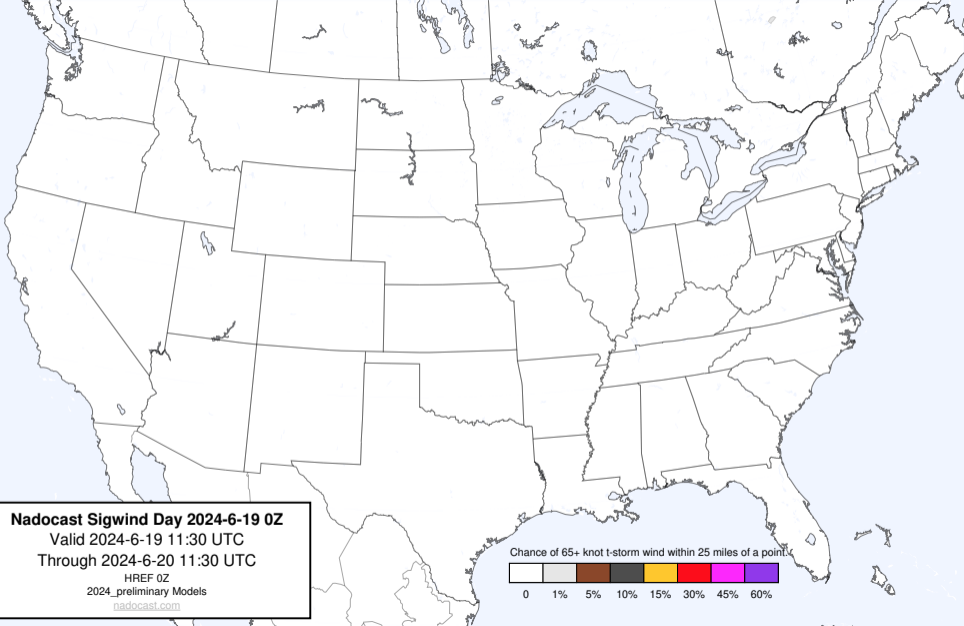 Nadocast Sigwind Day 2024-6-19 0Z
Valid 2024-6-19 11:30 UTC
Through 2024-6-20 11:30 UTC
HREF 0Z
2024_preliminary Models
nadocast.com
Chance of 65+ knot t-storm wind within 25 miles of a point.
0 1% 5% 10% 15% 30% 45% 60%